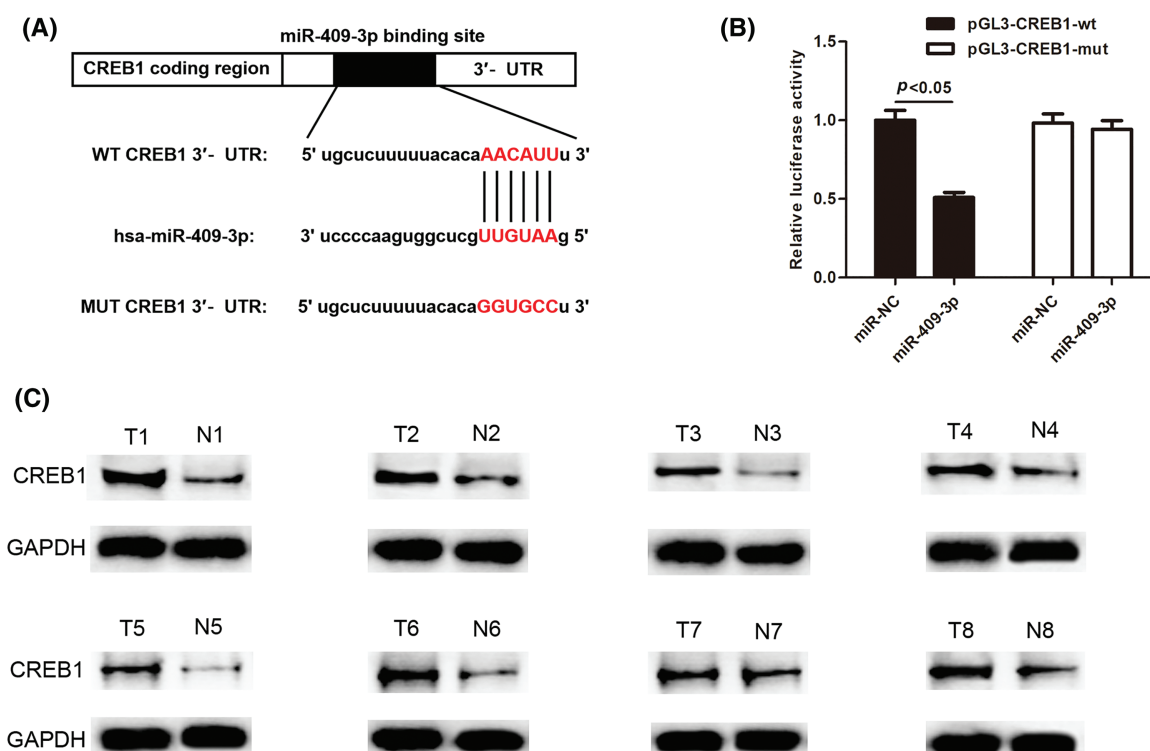 (A)
miR-409-3p binding site
CREB1 coding region
3′- UTR
WT CREB1 3′- UTR: 5' ugcucuuuuuacacaAACAUUu 3'
hsa-miR-409-3p: 3' uccccaaguggcucgUUGUAAg 5'
MUT CREB1 3′- UTR: 5' ugcucuuuuuacacaGGUGCCu 3'
(B)
pGL3-CREB1-wt
pGL3-CREB1-mut
Relative luciferase activity
1.5
1.0
0.5
0.0
p<0.05
miR-NC
miR-409-3p
miR-NC
miR-409-3p
(C)
T1 N1 T2 N2 T3 N3 T4 N4
CREB1
GAPDH
T5 N5 T6 N6 T7 N7 T8 N8
CREB1
GAPDH